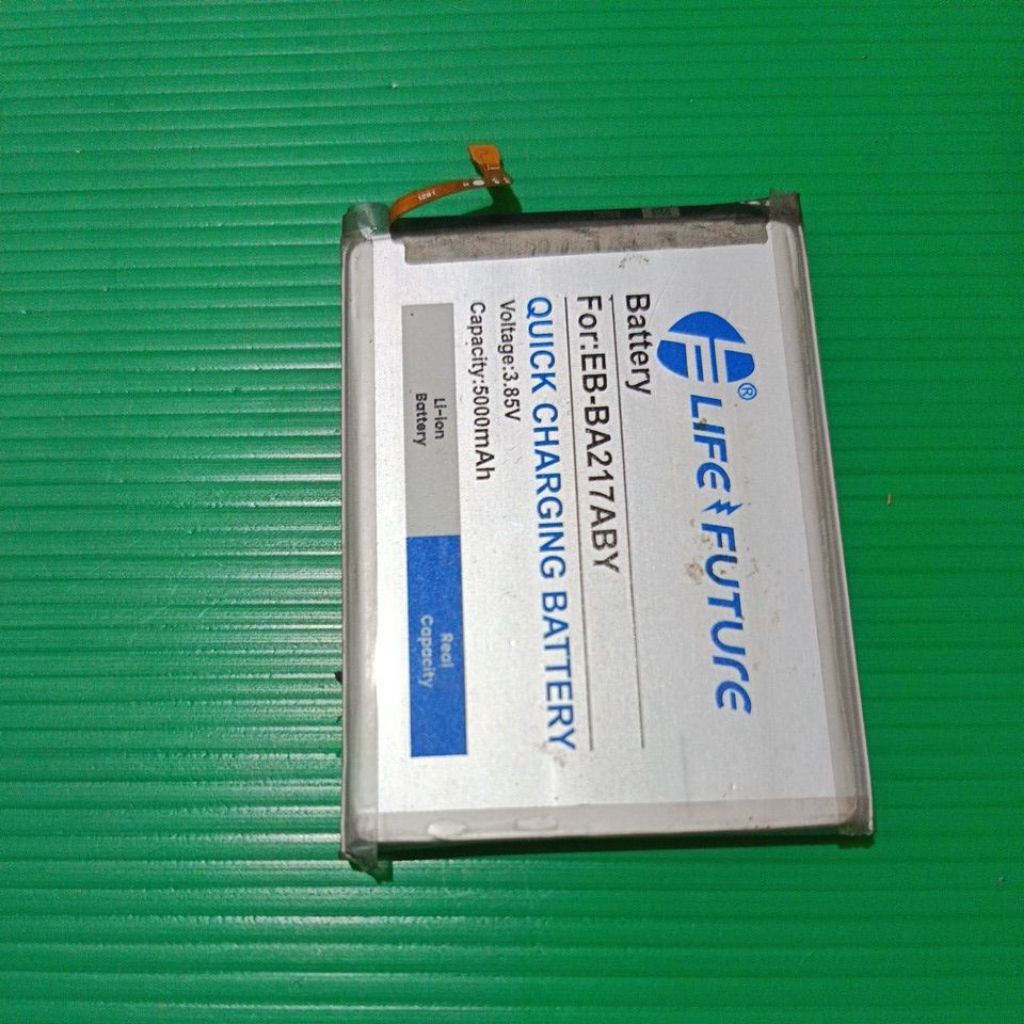 LIFE FUTURE
Battery
For:EB-BA217ABY
QUICK CHARGING BATTERY
Voltage:3.85V
Capacity:5000mAh
Li-ion
Battery
Real
Capacity